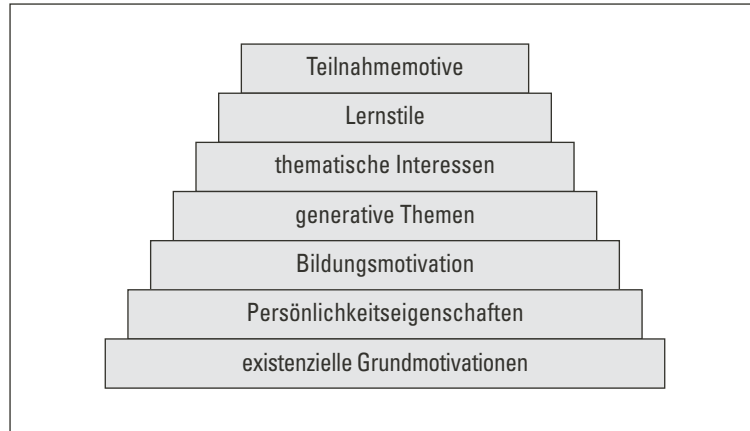 Teilnahmemotive
Lernstile
thematische Interessen
generative Themen
Bildungsmotivation
Persönlichkeitseigenschaften
existenzielle Grundmotivationen